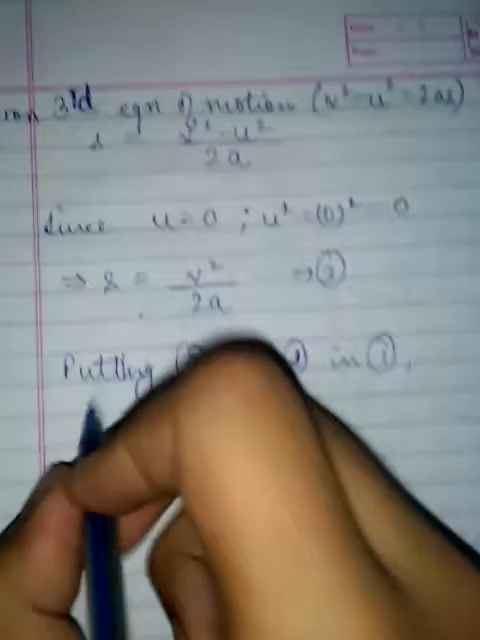 3rd eqn of motion (v² - u² = 2as)
s = v² - u² / 2a
Since u = 0 ; u² = (0)² = 0
⇒ s = v² / 2a
Putting in ①,